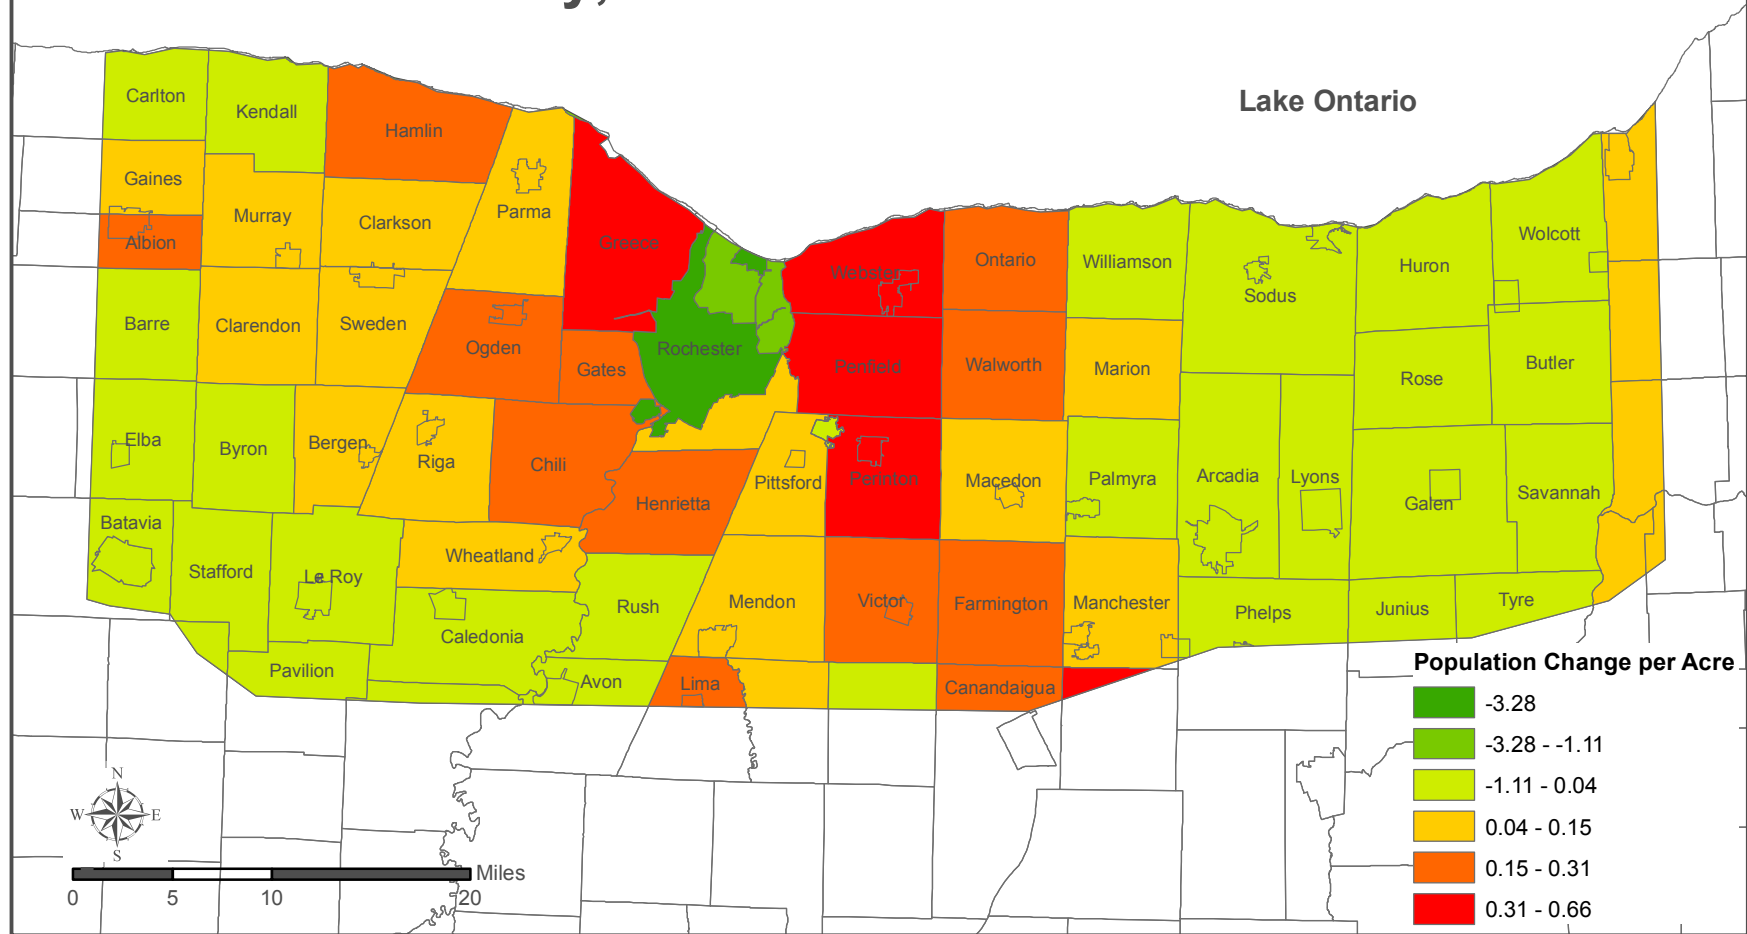 y,
Lake Ontario
Carlton
Kendall
Hamlin
Gaines
Murray
Clarkson
Parma
Greece
Albion
Webster
Ontario
Williamson
Sodus
Huron
Wolcott
Barre
Clarendon
Sweden
Ogden
Gates
Rochester
Penfield
Walworth
Marion
Rose
Butler
Elba
Byron
Bergen
Riga
Chili
Henrietta
Pittsford
Perinton
Macedon
Palmyra
Arcadia
Lyons
Galen
Savannah
Batavia
Stafford
Le Roy
Wheatland
Caledonia
Rush
Mendon
Victor
Farmington
Manchester
Phelps
Junius
Tyre
Pavilion
Avon
Lima
Canandaigua
Population Change per Acre
-3.28
-3.28 - -1.11
-1.11 - 0.04
0.04 - 0.15
0.15 - 0.31
0.31 - 0.66
N
W E
S
Miles
0 5 10 20